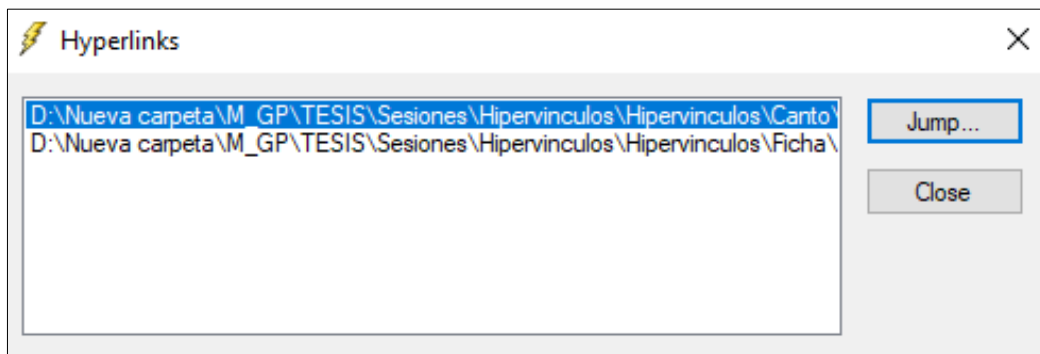 Hyperlinks
D:\Nueva carpeta\M_GP\TESIS\Sesiones\Hipervinculos\Hipervinculos\Canto\
D:\Nueva carpeta\M_GP\TESIS\Sesiones\Hipervinculos\Hipervinculos\Ficha\
Jump...
Close